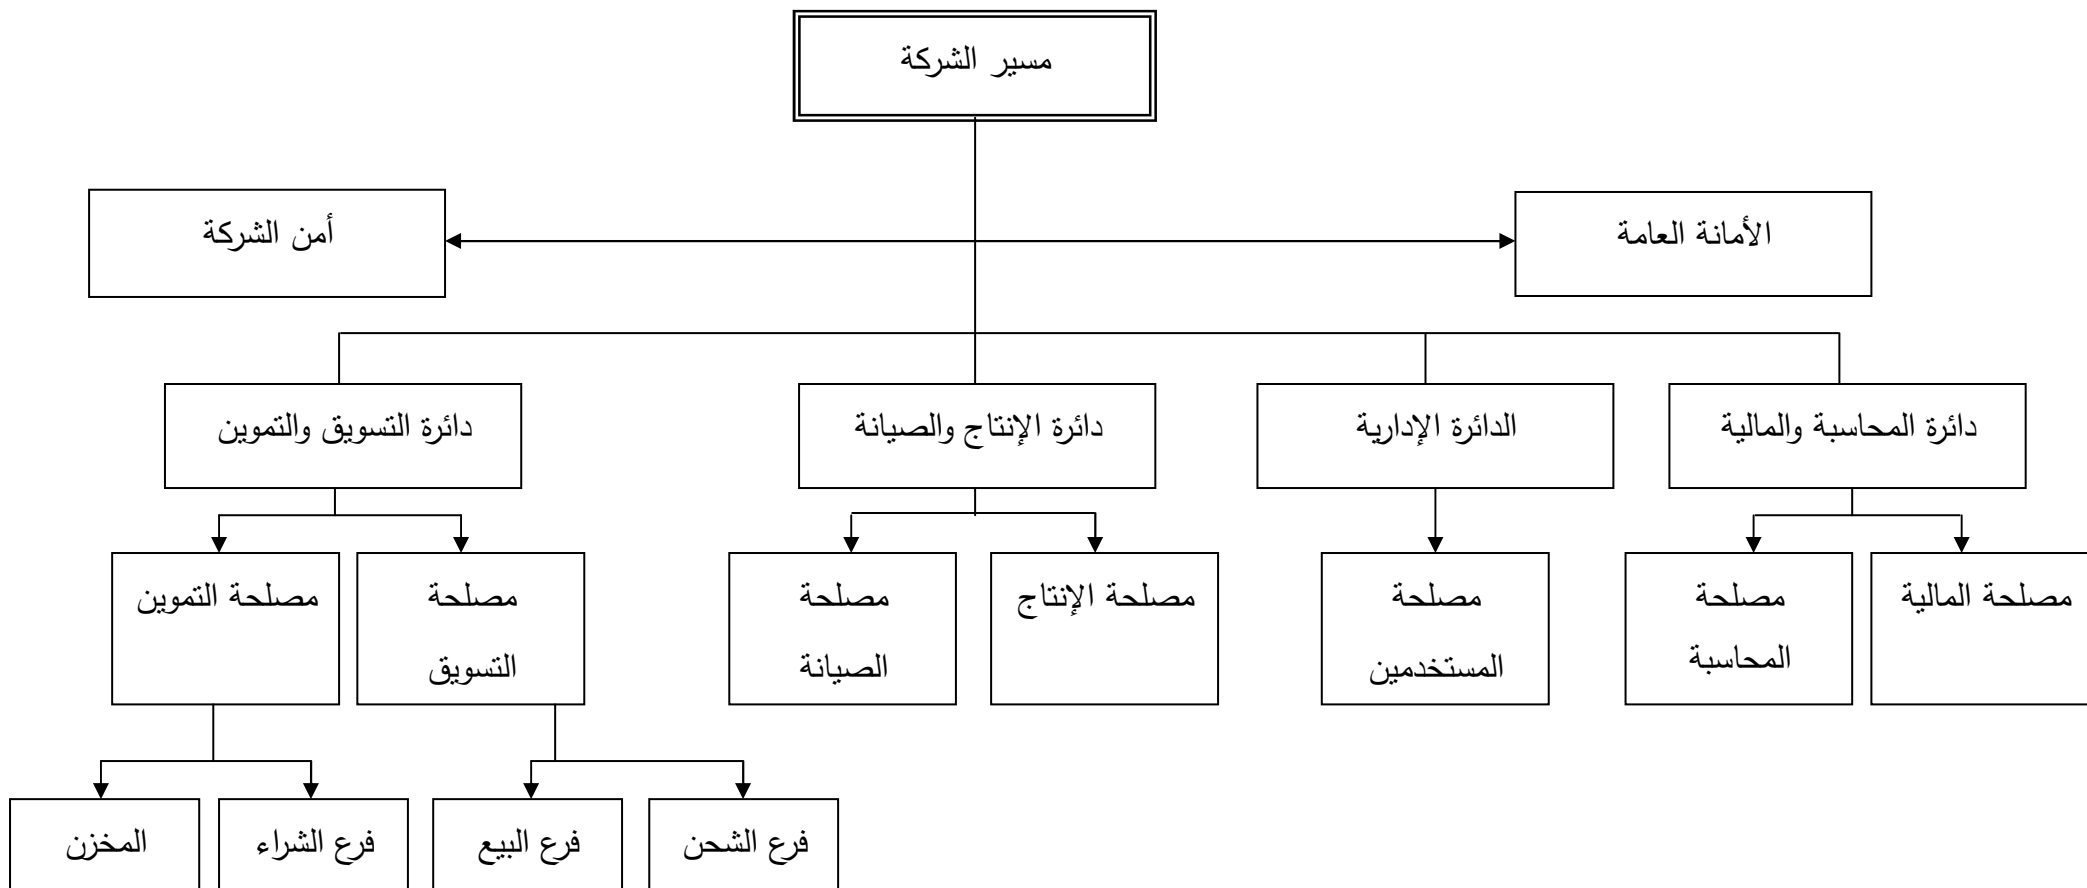 مسير الشركة
الأمانة العامة
أمن الشركة
دائرة المحاسبة والمالية
الدائرة الإدارية
دائرة الإنتاج والصيانة
دائرة التسويق والتموين
مصلحة المالية
مصلحة
المحاسبة
مصلحة
المستخدمين
مصلحة الإنتاج
مصلحة
الصيانة
مصلحة
التسويق
مصلحة التموين
فرع الشحن
فرع البيع
فرع الشراء
المخزن